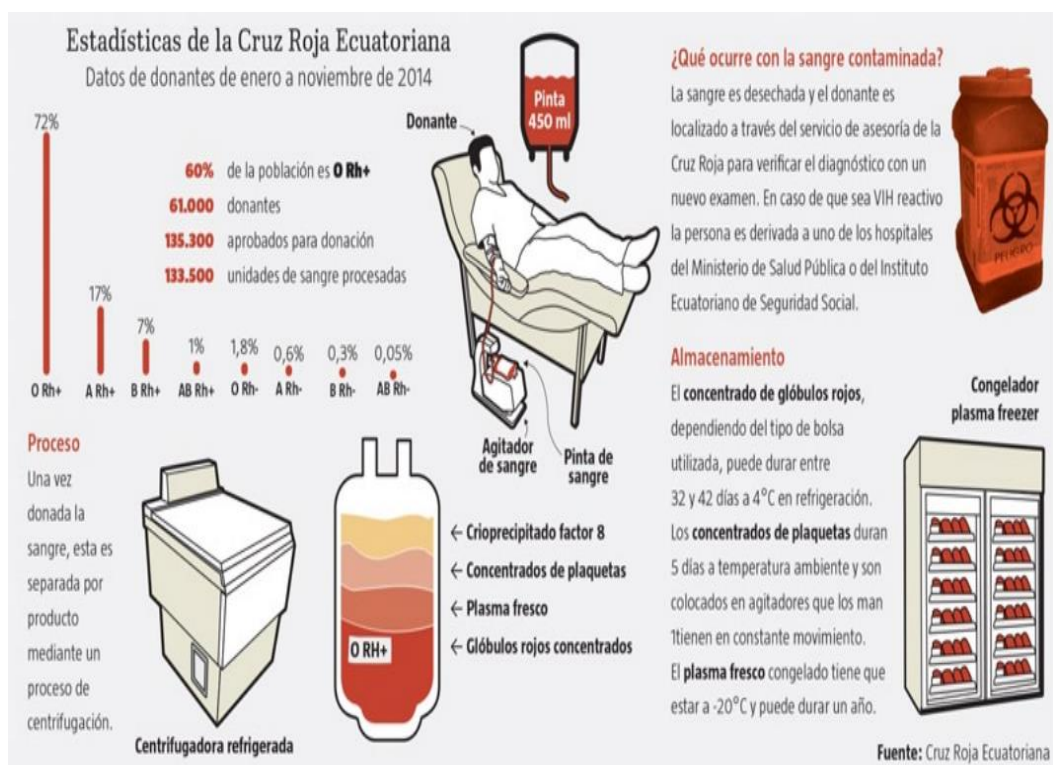 Estadísticas de la Cruz Roja Ecuatoriana
Datos de donantes de enero a noviembre de 2014
72%
17%
7%
1%
1,8%
0,6%
0,3%
0,05%
O Rh+
A Rh+
B Rh+
AB Rh+
O Rh-
A Rh-
B Rh-
AB Rh-
60% de la población es O Rh+
61.000 donantes
135.300 aprobados para donación
133.500 unidades de sangre procesadas
Donante
Pinta
450 ml
Agitador
de sangre
Pinta de
sangre
¿Qué ocurre con la sangre contaminada?
La sangre es desechada y el donante es
localizado a través del servicio de asesoría de la
Cruz Roja para verificar el diagnóstico con un
nuevo examen. En caso de que sea VIH reactivo
la persona es derivada a uno de los hospitales
del Ministerio de Salud Pública o del Instituto
Ecuatoriano de Seguridad Social.
PELIGRO
Proceso
Una vez
donada la
sangre, esta es
separada por
producto
mediante un
proceso de
centrifugación.
Centrifugadora refrigerada
Crioprecipitado factor 8
Concentrados de plaquetas
Plasma fresco
Glóbulos rojos concentrados
O RH+
Almacenamiento
El concentrado de glóbulos rojos,
dependiendo del tipo de bolsa
utilizada, puede durar entre
32 y 42 días a 4°C en refrigeración.
Los concentrados de plaquetas duran
5 días a temperatura ambiente y son
colocados en agitadores que los man
1tienen en constante movimiento.
El plasma fresco congelado tiene que
estar a -20°C y puede durar un año.
Congelador
plasma freezer
Fuente: Cruz Roja Ecuatoriana